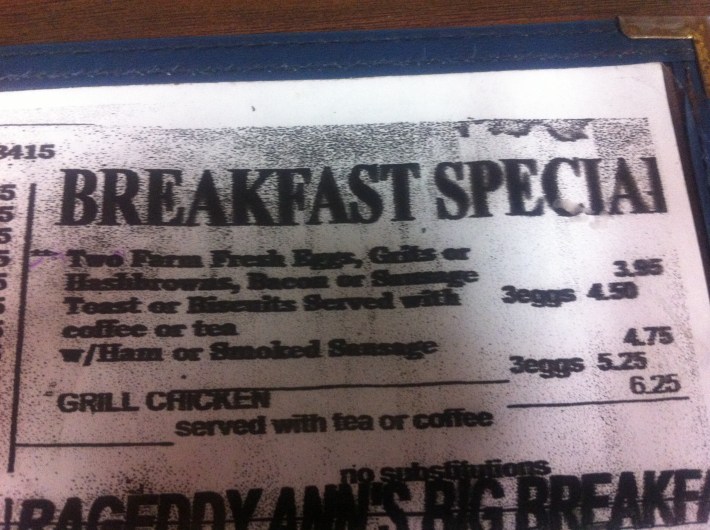 3415
BREAKFAST SPECIAL
Two Farm Fresh Eggs, Grits or
Hashbrowns, Bacon or Sausage 3.95
Toast or Biscuits Served with 3eggs 4.50
coffee or tea
w/Ham or Smoked Sausage 4.75
3eggs 5.25
GRILL CHICKEN 6.25
served with tea or coffee
no substitutions
RAGEDDY ANN'S BIG BREAKFA